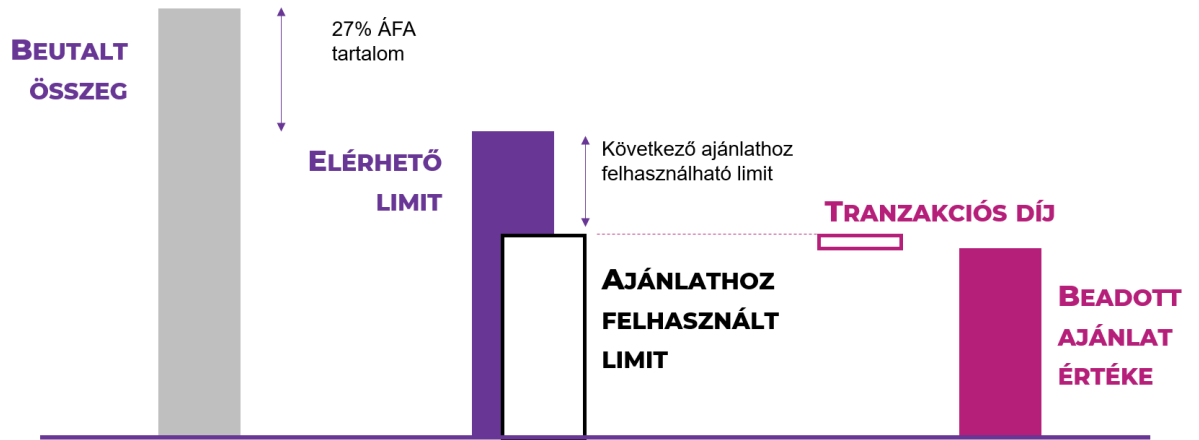 BEUTALT
ÖSSZEG
27% ÁFA
tartalom
ELÉRHETŐ
LIMIT
Következő ajánlathoz
felhasználható limit
TRANZAKCIÓS DÍJ
AJÁNLATHOZ
FELHASZNÁLT
LIMIT
BEADOTT
AJÁNLAT
ÉRTÉKE